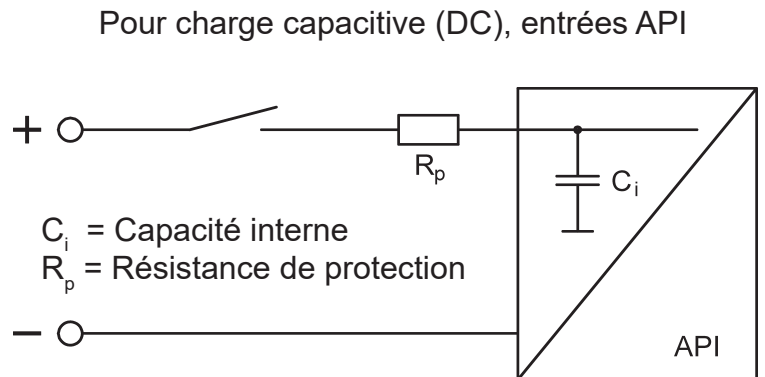 Pour charge capacitive (DC), entrées API
+
Rp
Ci
Ci = Capacité interne
Rp = Résistance de protection
−
API